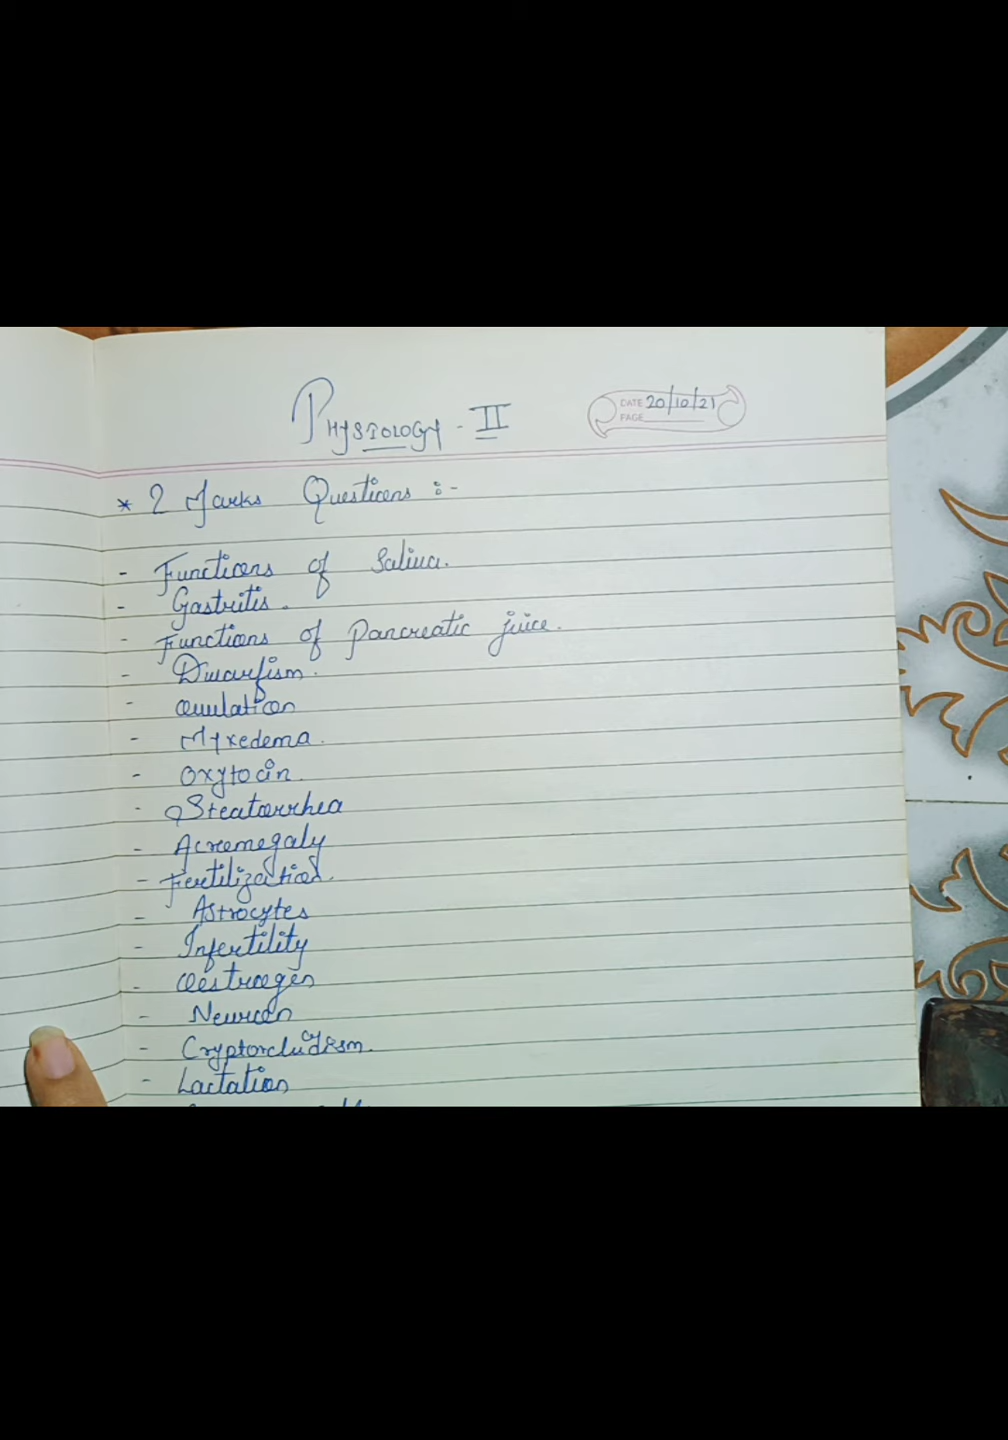 PHYSIOLOGY - II
DATE 20/10/21
PAGE
* 2 Marks Questions :-
- Functions of Saliva.
- Gastritis.
- Functions of Pancreatic juice.
- Dwarfism.
- Ovulation
- Myxedema.
- Oxytocin.
- Steatorrhea
- Acromegaly
- Fertilization.
- Astrocytes
- Infertility
- Oestrogen
- Neuron
- Cryptorchidism.
- Lactation